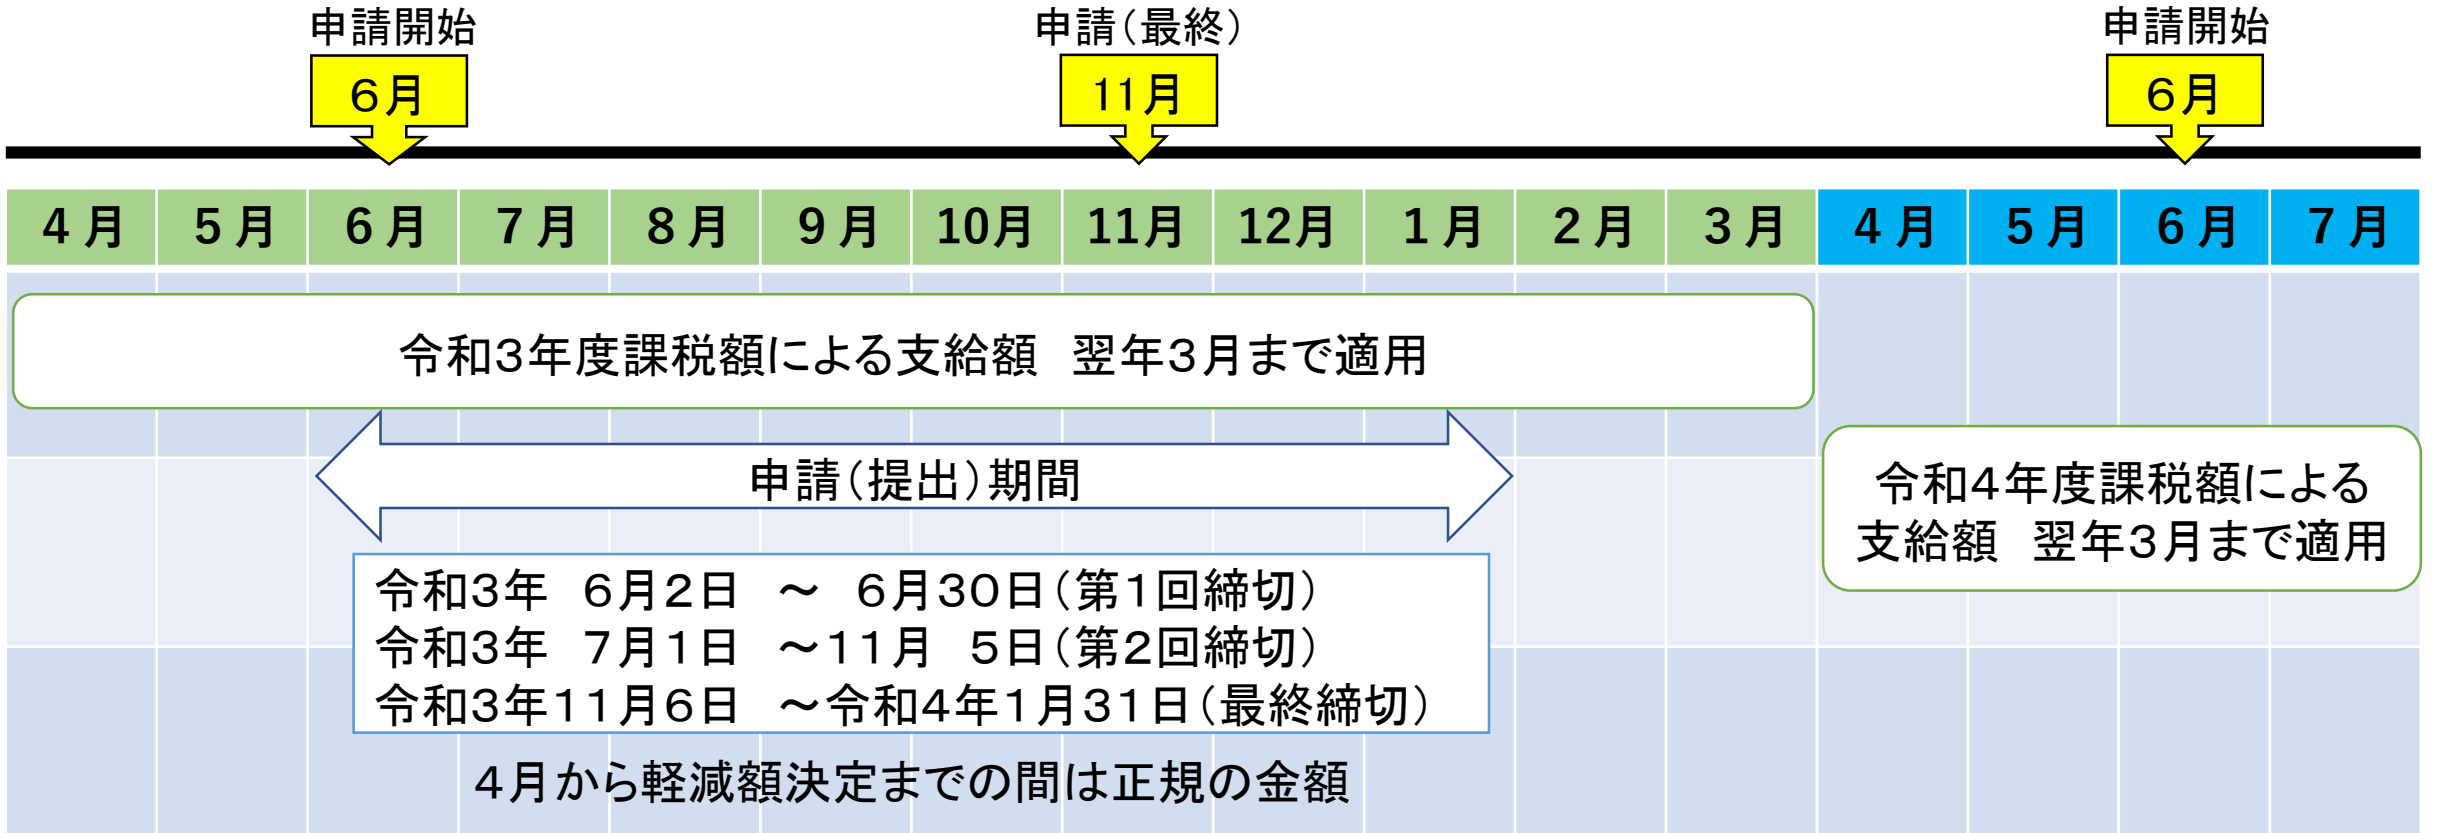 申請開始
6月
申請（最終）
11月
申請開始
6月
4月 5月 6月 7月 8月 9月 10月 11月 12月 1月 2月 3月 4月 5月 6月 7月
令和3年度課税額による支給額　翌年3月まで適用
申請（提出）期間
令和4年度課税額による
支給額　翌年3月まで適用
令和3年　6月2日　～　6月30日（第1回締切）
令和3年　7月1日　～11月　5日（第2回締切）
令和3年11月6日　～令和4年1月31日（最終締切）
4月から軽減額決定までの間は正規の金額